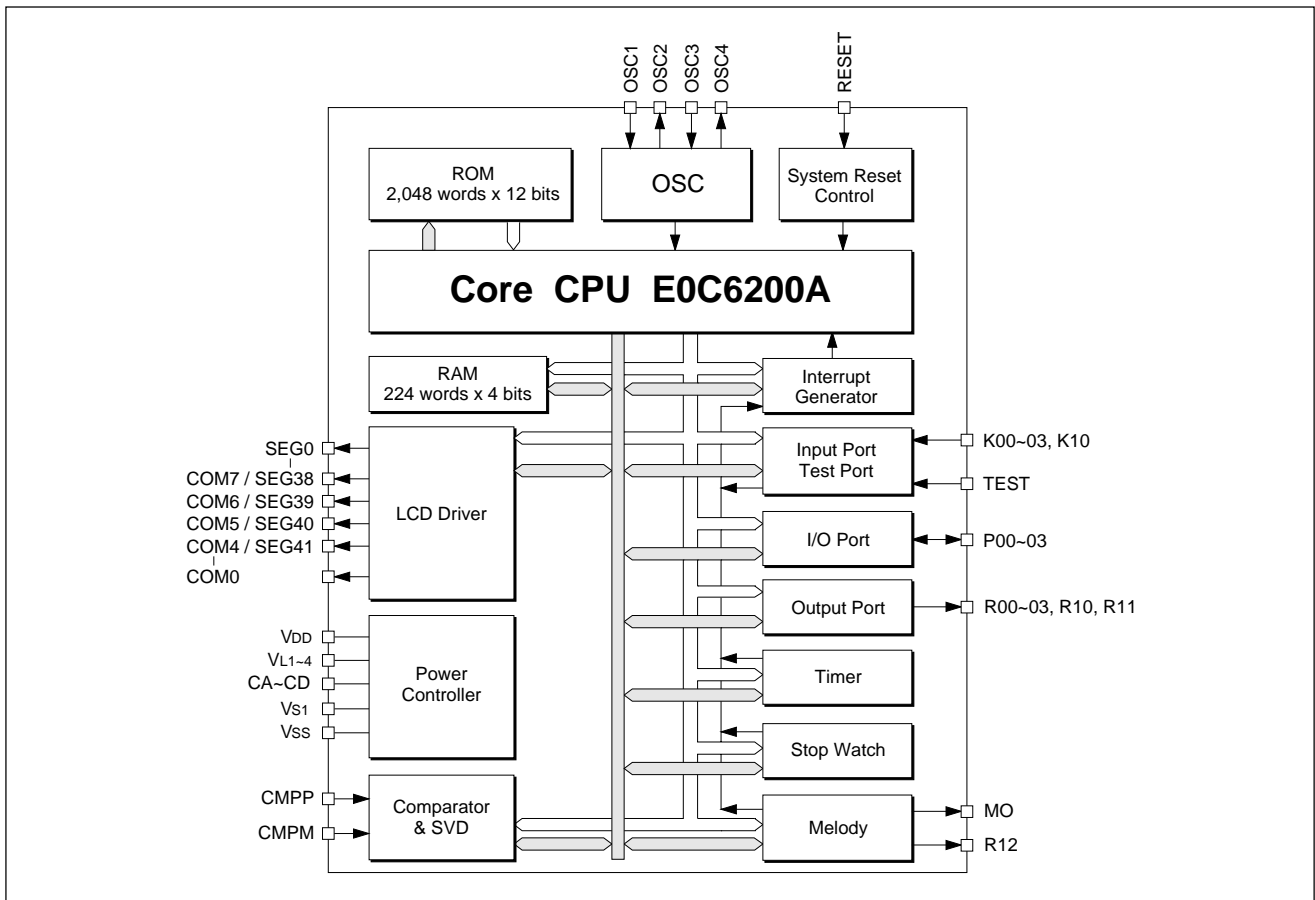 OSC1
OSC2
OSC3
OSC4
RESET
ROM
2,048 words x 12 bits
OSC
System Reset
Control
Core CPU E0C6200A
RAM
224 words x 4 bits
Interrupt
Generator
SEG0
COM7 / SEG38
COM6 / SEG39
COM5 / SEG40
COM4 / SEG41
COM0
LCD Driver
Input Port
Test Port
K00~03, K10
TEST
I/O Port
P00~03
Output Port
R00~03, R10, R11
VDD
VL1~4
CA~CD
VS1
VSS
Power
Controller
Timer
Stop Watch
CMPP
CMPM
Comparator
& SVD
Melody
MO
R12